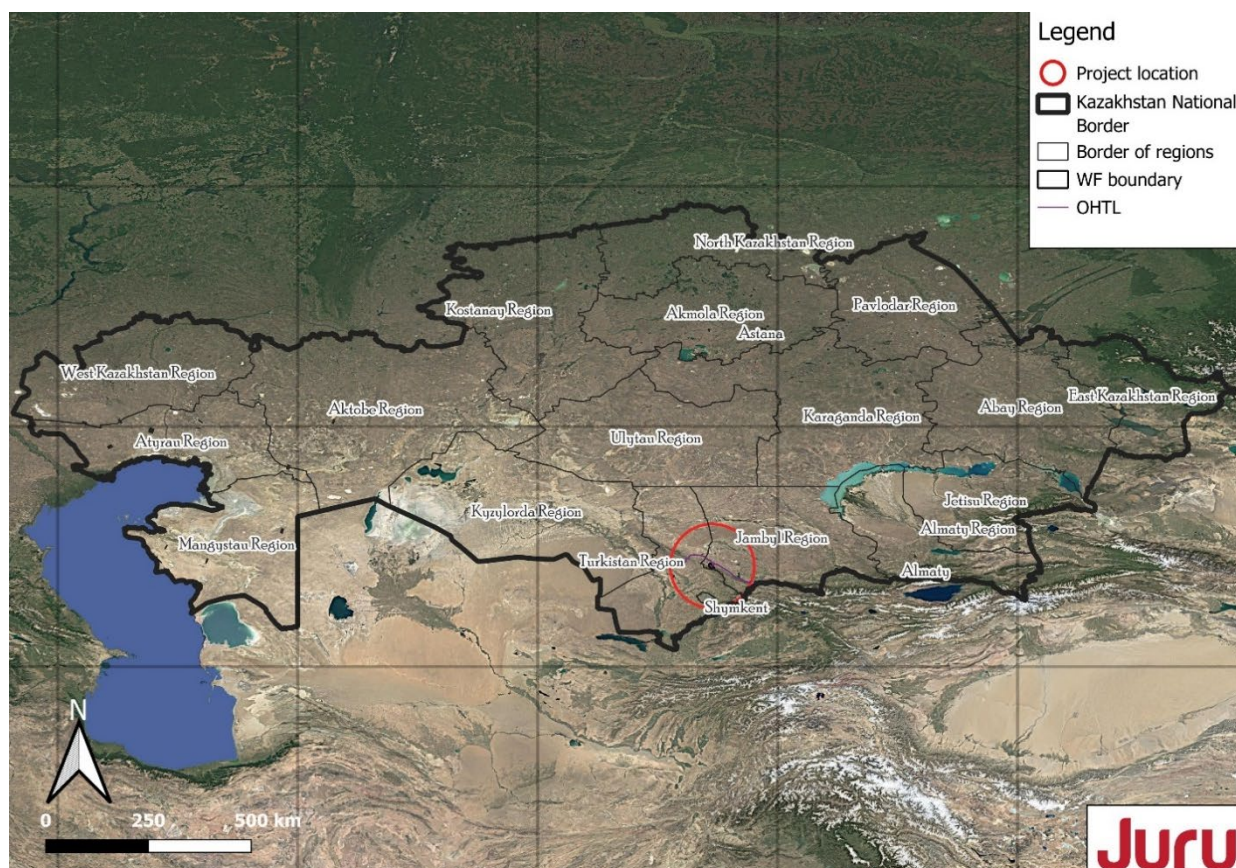 Legend
Project location
Kazakhstan National
Border
Border of regions
WF boundary
OHTL
North Kazakhstan Region
Kostanay Region
Akmola Region
Pavlodar Region
Astana
West Kazakhstan Region
Aktobe Region
Karaganda Region
Abay Region
East Kazakhstan Region
Atyrau Region
Ulytau Region
Jetisu Region
Kyzylorda Region
Almaty Region
Mangystau Region
Jambyl Region
Turkistan Region
Almaty
Shymkent
N
0 250 500 km
Juru